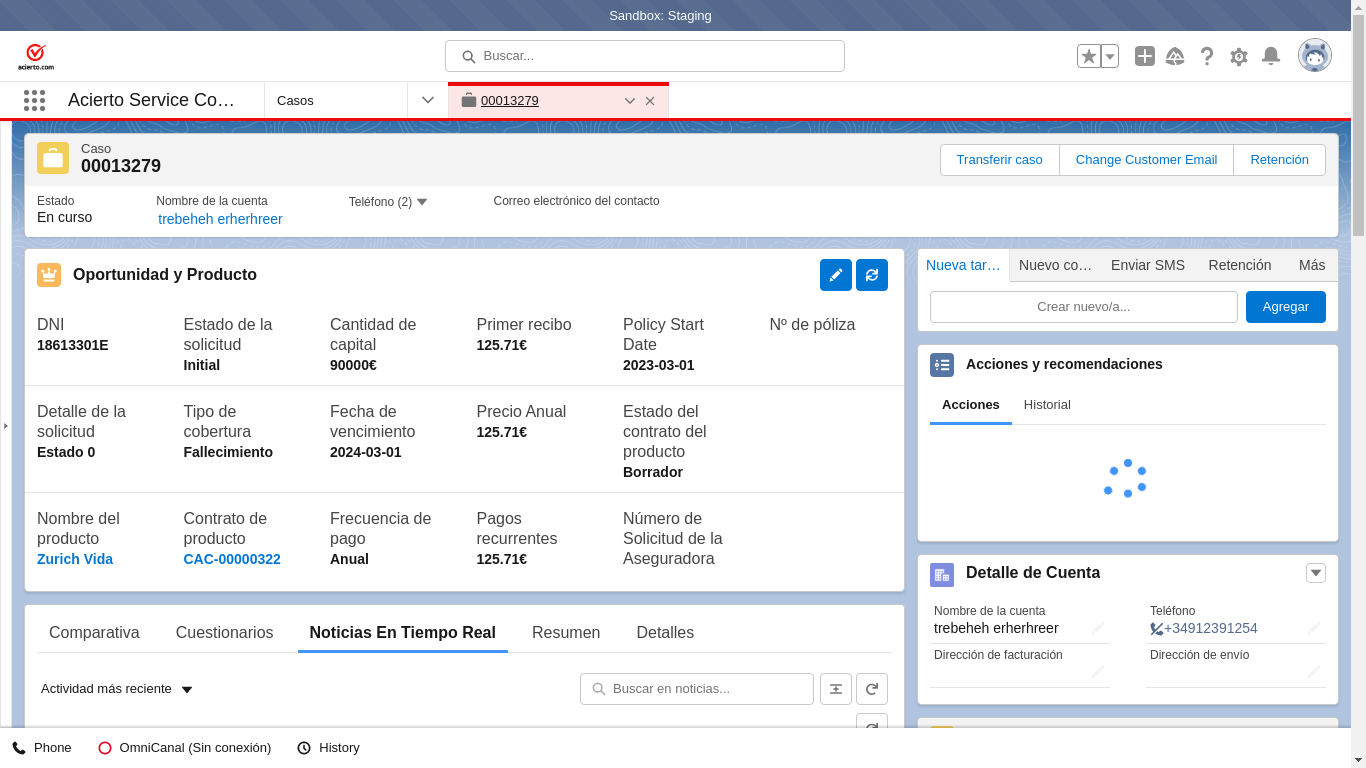 Sandbox: Staging
acierto.com
Buscar...
Acierto Service Co…
Casos
00013279
Caso
00013279
Transferir caso
Change Customer Email
Retención
Estado
En curso
Nombre de la cuenta
trebeheh erherhreer
Teléfono (2)
Correo electrónico del contacto
Oportunidad y Producto
DNI
18613301E
Estado de la
solicitud
Initial
Cantidad de
capital
90000€
Primer recibo
125.71€
Policy Start
Date
2023-03-01
Nº de póliza
Detalle de la
solicitud
Estado 0
Tipo de
cobertura
Fallecimiento
Fecha de
vencimiento
2024-03-01
Precio Anual
125.71€
Estado del
contrato del
producto
Borrador
Nombre del
producto
Zurich Vida
Contrato de
producto
CAC-00000322
Frecuencia de
pago
Anual
Pagos
recurrentes
125.71€
Número de
Solicitud de la
Aseguradora
Comparativa
Cuestionarios
Noticias En Tiempo Real
Resumen
Detalles
Actividad más reciente
Buscar en noticias...
Nueva tar…
Nuevo co…
Enviar SMS
Retención
Más
Crear nuevo/a...
Agregar
Acciones y recomendaciones
Acciones
Historial
Detalle de Cuenta
Nombre de la cuenta
trebeheh erherhreer
Teléfono
+34912391254
Dirección de facturación
Dirección de envío
Phone
OmniCanal (Sin conexión)
History